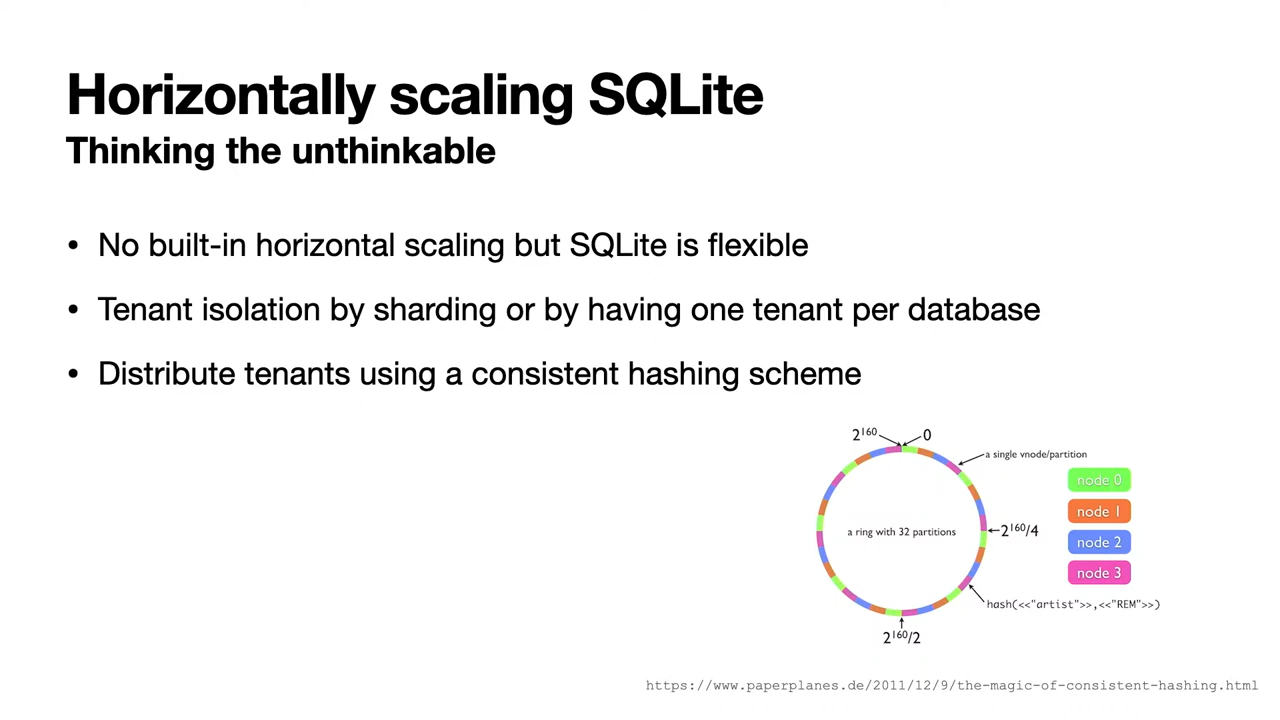 Horizontally scaling SQLite
Thinking the unthinkable
• No built-in horizontal scaling but SQLite is flexible
• Tenant isolation by sharding or by having one tenant per database
• Distribute tenants using a consistent hashing scheme
2¹⁶⁰
0
a single vnode/partition
node 0
node 1
a ring with 32 partitions
2¹⁶⁰/4
node 2
node 3
hash(<<"artist">>,<<"REM">>)
2¹⁶⁰/2
https://www.paperplanes.de/2011/12/9/the-magic-of-consistent-hashing.html